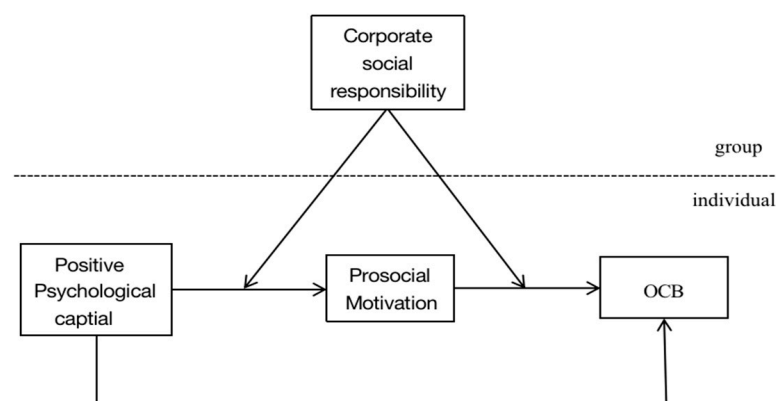 Corporate
social
responsibility
group
individual
Positive
Psychological
captial
Prosocial
Motivation
OCB